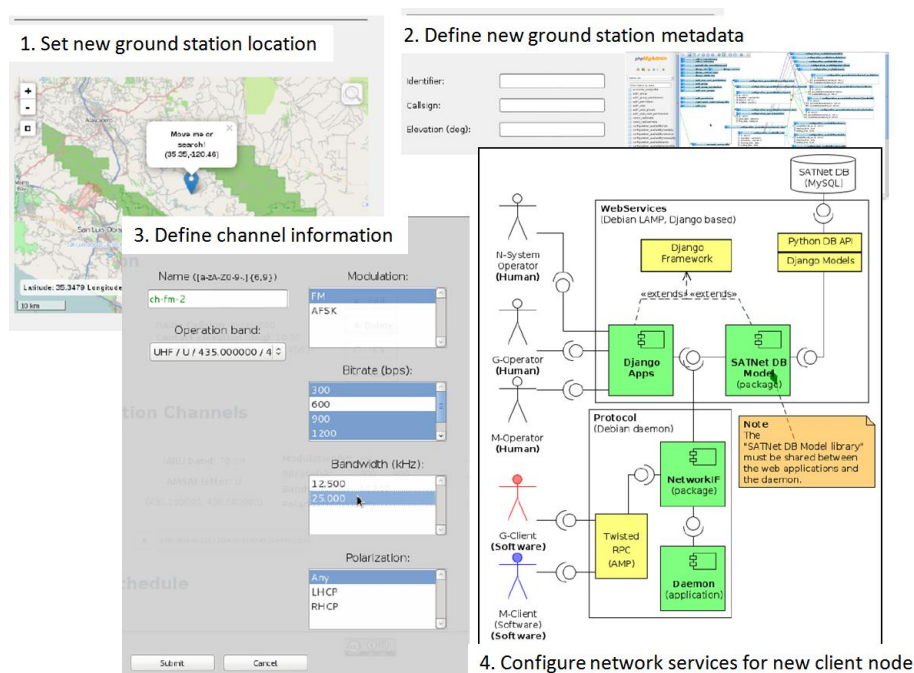 1. Set new ground station location
2. Define new ground station metadata
+
-
Move me or
search!
(35.35,-120.46)
San Luis Obis
Latitude: 35.3479 Longitude
10 km
Identifier:
Callsign:
Elevation (deg):
phpMyAdmin
3. Define channel information
Name ([a-zA-Z0-9-.]{6,9})
ch-fm-2
Operation band:
UHF / U / 435.000000 / 4
Modulation:
FM
AFSK
Bitrate (bps):
300
600
900
1200
Bandwidth (kHz):
12.500
25.000
Polarization:
Any
LHCP
RHCP
tion Channels
hedule
Submit
Cancel
SATNet DB
(MySQL)
WebServices
(Debian LAMP, Django based)
Python DB API
Django Models
Django
Framework
«extends»
«extends»
N-System
Operator
(Human)
G-Operator
(Human)
M-Operator
(Human)
Django
Apps
SATNet DB
Model
(package)
Protocol
(Debian daemon)
Note
The
"SATNet DB Model library"
must be shared between
the web applications and
the daemon.
NetworkIF
(package)
G-Client
(Software)
Twisted
RPC
(AMP)
Daemon
(application)
M-Client
(Software)
(Software)
4. Configure network services for new client node